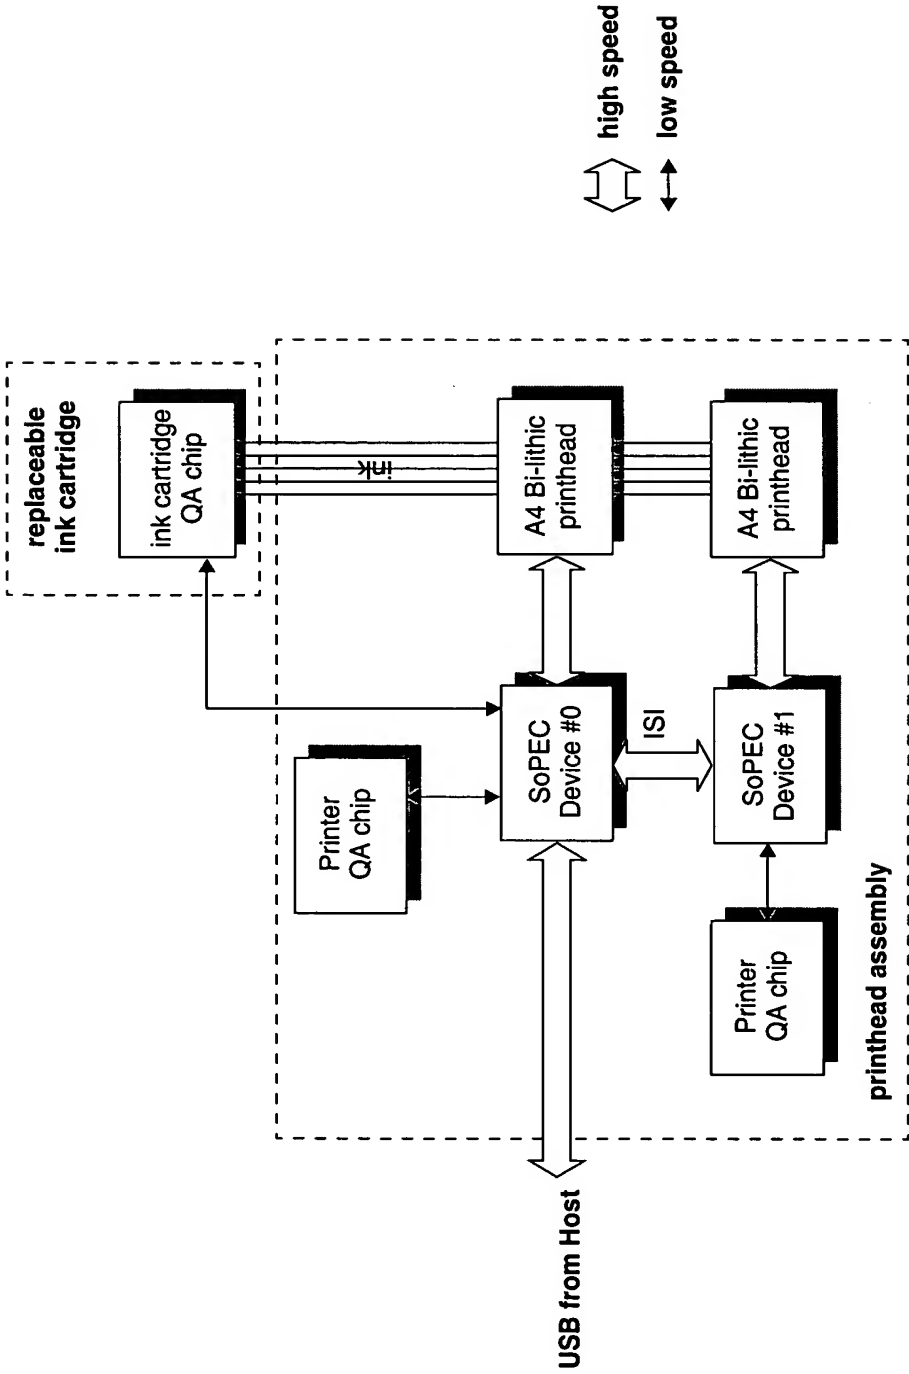 replaceable
ink cartridge
ink cartridge
QA chip
ink
Printer
QA chip
SoPEC
Device #0
A4 Bi-lithic
printhead
ISI
USB from Host
Printer
QA chip
SoPEC
Device #1
A4 Bi-lithic
printhead
printhead assembly
high speed
low speed